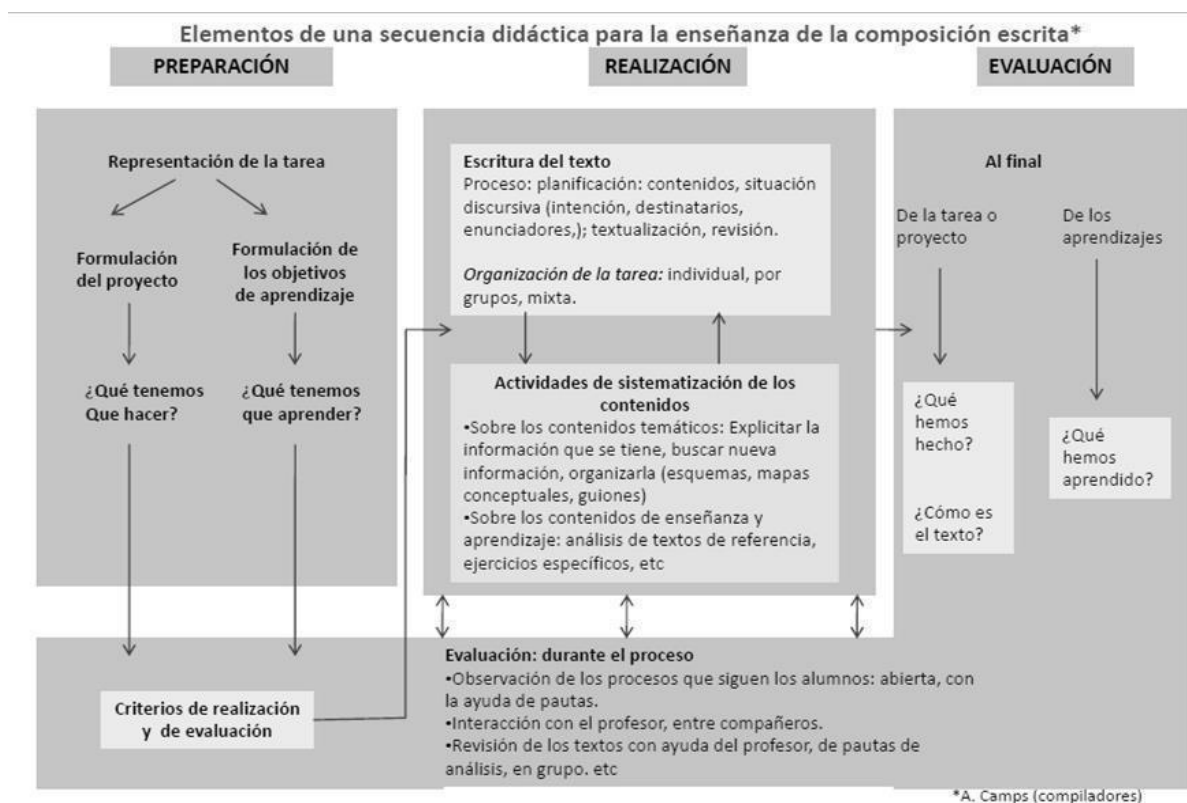 Elementos de una secuencia didáctica para la enseñanza de la composición escrita*
PREPARACIÓN
REALIZACIÓN
EVALUACIÓN
Representación de la tarea
Formulación
del proyecto
Formulación de
los objetivos
de aprendizaje
¿Qué tenemos
Que hacer?
¿Qué tenemos
que aprender?
Criterios de realización
y de evaluación
Escritura del texto
Proceso: planificación: contenidos, situación
discursiva (intención, destinatarios,
enunciadores,); textualización, revisión.
Organización de la tarea: individual, por
grupos, mixta.
Actividades de sistematización de los
contenidos
•Sobre los contenidos temáticos: Explicitar la
información que se tiene, buscar nueva
información, organizarla (esquemas, mapas
conceptuales, guiones)
•Sobre los contenidos de enseñanza y
aprendizaje: análisis de textos de referencia,
ejercicios específicos, etc
Evaluación: durante el proceso
•Observación de los procesos que siguen los alumnos: abierta, con
la ayuda de pautas.
•Interacción con el profesor, entre compañeros.
•Revisión de los textos con ayuda del profesor, de pautas de
análisis, en grupo. etc
Al final
De la tarea o
proyecto
De los
aprendizajes
¿Qué
hemos
hecho?
¿Cómo es
el texto?
¿Qué
hemos
aprendido?
*A. Camps (compiladores)